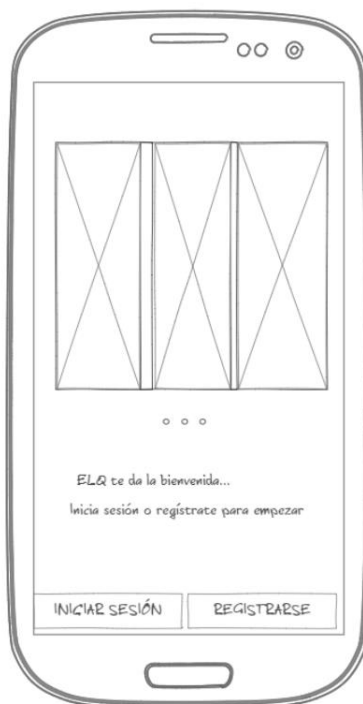 ELQ te da la bienvenida...
Inicia sesión o regístrate para empezar
INICIAR SESIÓN
REGISTRARSE